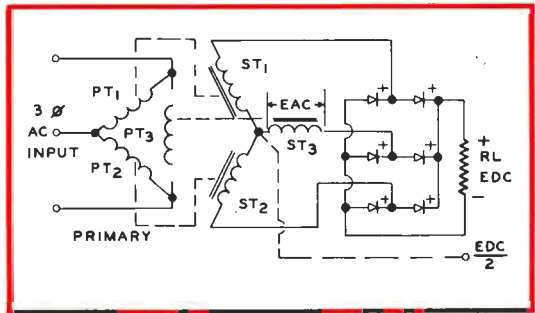 ST₁
PT₁
3 Ø
AC
INPUT
PT₃
EAC
ST₃
PT₂
ST₂
PRIMARY
+
+
+
+
+
+
+
RL
EDC
−
EDC
2